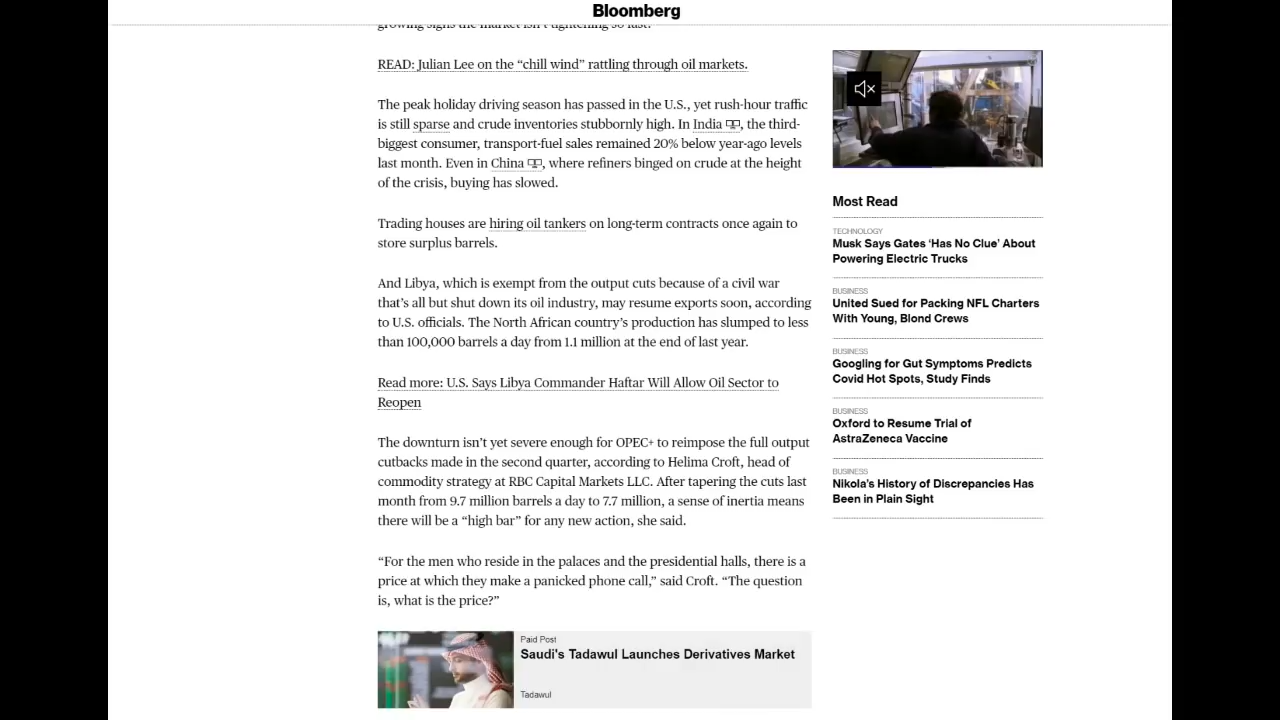 Bloomberg
growing signs the market isn't tightening so fast.
READ: Julian Lee on the “chill wind” rattling through oil markets.
The peak holiday driving season has passed in the U.S., yet rush-hour traffic
is still sparse and crude inventories stubbornly high. In India, the third-
biggest consumer, transport-fuel sales remained 20% below year-ago levels
last month. Even in China, where refiners binged on crude at the height
of the crisis, buying has slowed.
Trading houses are hiring oil tankers on long-term contracts once again to
store surplus barrels.
And Libya, which is exempt from the output cuts because of a civil war
that’s all but shut down its oil industry, may resume exports soon, according
to U.S. officials. The North African country’s production has slumped to less
than 100,000 barrels a day from 1.1 million at the end of last year.
Read more: U.S. Says Libya Commander Haftar Will Allow Oil Sector to
Reopen
The downturn isn’t yet severe enough for OPEC+ to reimpose the full output
cutbacks made in the second quarter, according to Helima Croft, head of
commodity strategy at RBC Capital Markets LLC. After tapering the cuts last
month from 9.7 million barrels a day to 7.7 million, a sense of inertia means
there will be a “high bar” for any new action, she said.
“For the men who reside in the palaces and the presidential halls, there is a
price at which they make a panicked phone call,” said Croft. “The question
is, what is the price?”
Paid Post
Saudi's Tadawul Launches Derivatives Market
Tadawul
Most Read
TECHNOLOGY
Musk Says Gates ‘Has No Clue’ About
Powering Electric Trucks
BUSINESS
United Sued for Packing NFL Charters
With Young, Blond Crews
BUSINESS
Googling for Gut Symptoms Predicts
Covid Hot Spots, Study Finds
BUSINESS
Oxford to Resume Trial of
AstraZeneca Vaccine
BUSINESS
Nikola’s History of Discrepancies Has
Been in Plain Sight